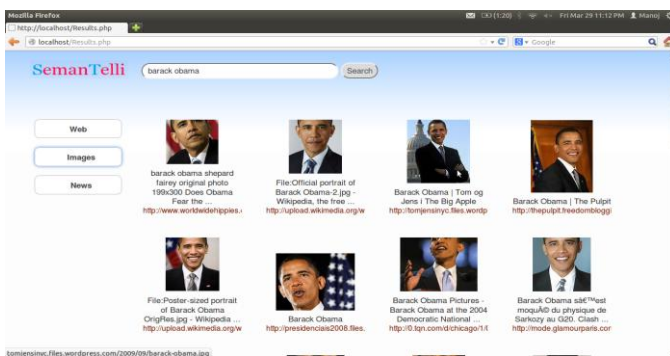 Mozilla Firefox
(1:20)
Fri Mar 29 11:12 PM
Manoj
http://localhost/Results.php
localhost/Results.php
Google
SemanTelli
barack obama
Search
Web
Images
News
barack obama shepard
fairey original photo
199x300 Does Obama
Fear the ...
http://www.worldwidehippies.
File:Official portrait of
Barack Obama-2.jpg -
Wikipedia, the free ...
http://upload.wikimedia.org/w
Barack Obama | Tom og
Jens i The Big Apple
http://tomjensinyc.files.wordp
Barack Obama | The Pulpit
http://thepulpit.freedombloggi
File:Poster-sized portrait
of Barack Obama
OrigRes.jpg - Wikipedia ...
http://upload.wikimedia.org/w
Barack Obama
http://presidenciais2008.files.
Barack Obama Pictures -
Barack Obama at the 2004
Democratic National ...
http://0.tqn.com/d/chicago/1/
Barack Obama sâ€™est
moquÃ© du physique de
Sarkozy au G20. Clash ...
http://mode.glamourparis.cor
tomjensinyc.files.wordpress.com/2009/09/barack-obama.jpg